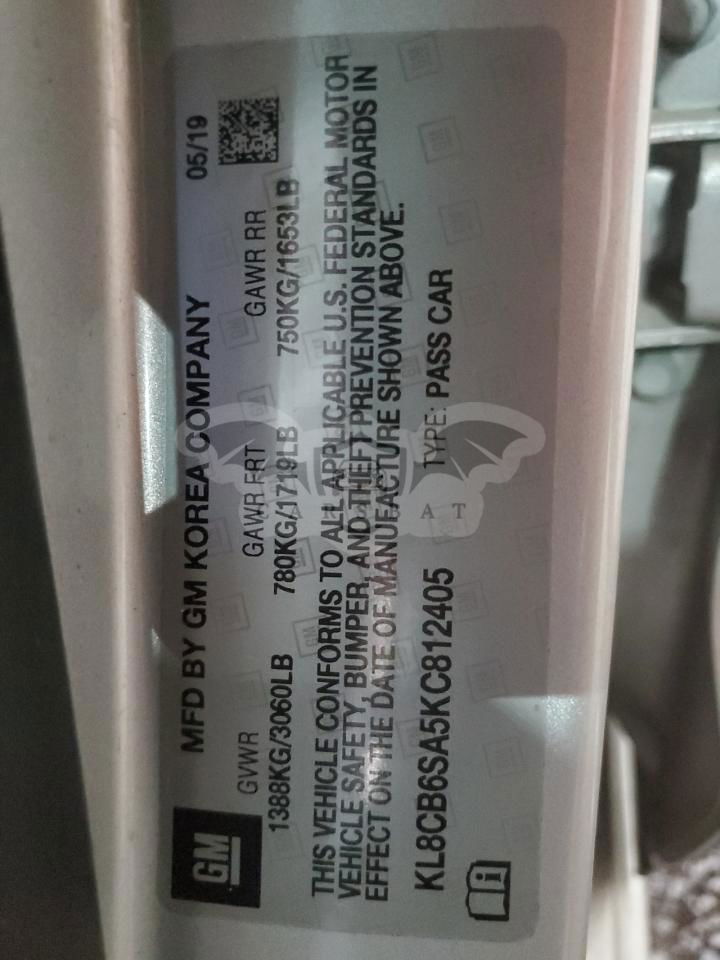 GM
MFD BY GM KOREA COMPANY 05/19
GVWR GAWR FRT GAWR RR
1388KG/3060LB 780KG/1719LB 750KG/1653LB
THIS VEHICLE CONFORMS TO ALL APPLICABLE U.S. FEDERAL MOTOR
VEHICLE SAFETY, BUMPER, AND THEFT PREVENTION STANDARDS IN
EFFECT ON THE DATE OF MANUFACTURE SHOWN ABOVE.
KL8CB6SA5KC812405 TYPE: PASS CAR